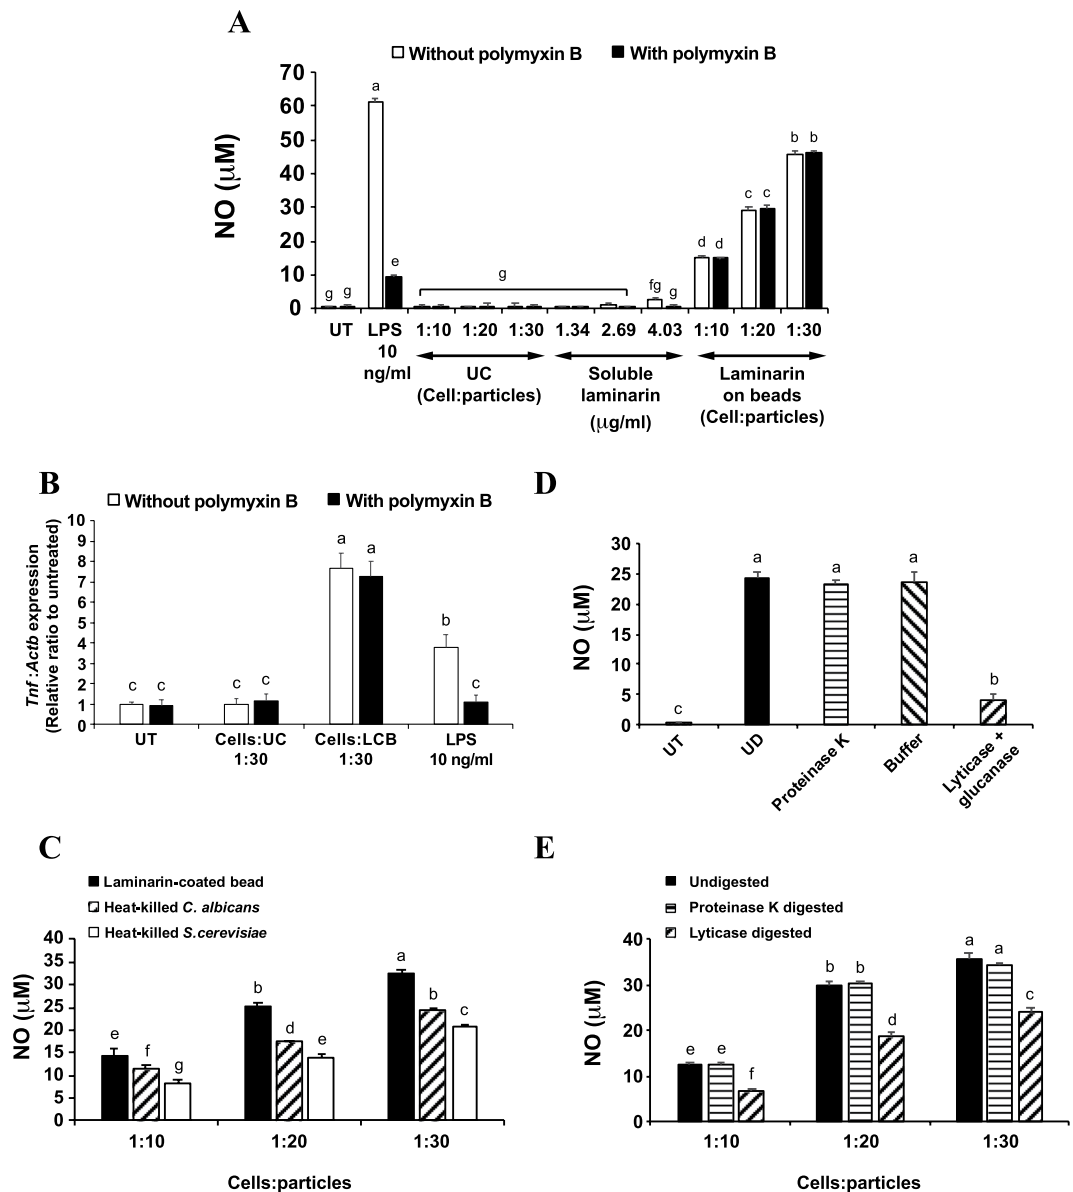 A
Without polymyxin B With polymyxin B
NO (μM)
70
60
50
40
30
20
10
0
g g a e g fg g d d c c b b
UT LPS 1:10 1:20 1:30 1.34 2.69 4.03 1:10 1:20 1:30
10
ng/ml
UC
(Cell:particles)
Soluble
laminarin
(μg/ml)
Laminarin
on beads
(Cell:particles)
B
Without polymyxin B With polymyxin B
Tnf :Actb expression
(Relative ratio to untreated)
10
9
8
7
6
5
4
3
2
1
0
c c c c a a b c
UT Cells:UC Cells:LCB LPS
1:30 1:30 10 ng/ml
D
NO (μM)
30
25
20
15
10
5
0
c a a a b
UT
UD
Proteinase K
Buffer
Lyticase +
glucanase
C
Laminarin-coated bead
Heat-killed C. albicans
Heat-killed S.cerevisiae
NO (μM)
40
35
30
25
20
15
10
5
0
e f g b d e a b c
1:10 1:20 1:30
Cells:particles
E
Undigested
Proteinase K digested
Lyticase digested
NO (μM)
40
30
20
10
0
e e f b b d a a c
1:10 1:20 1:30
Cells:particles